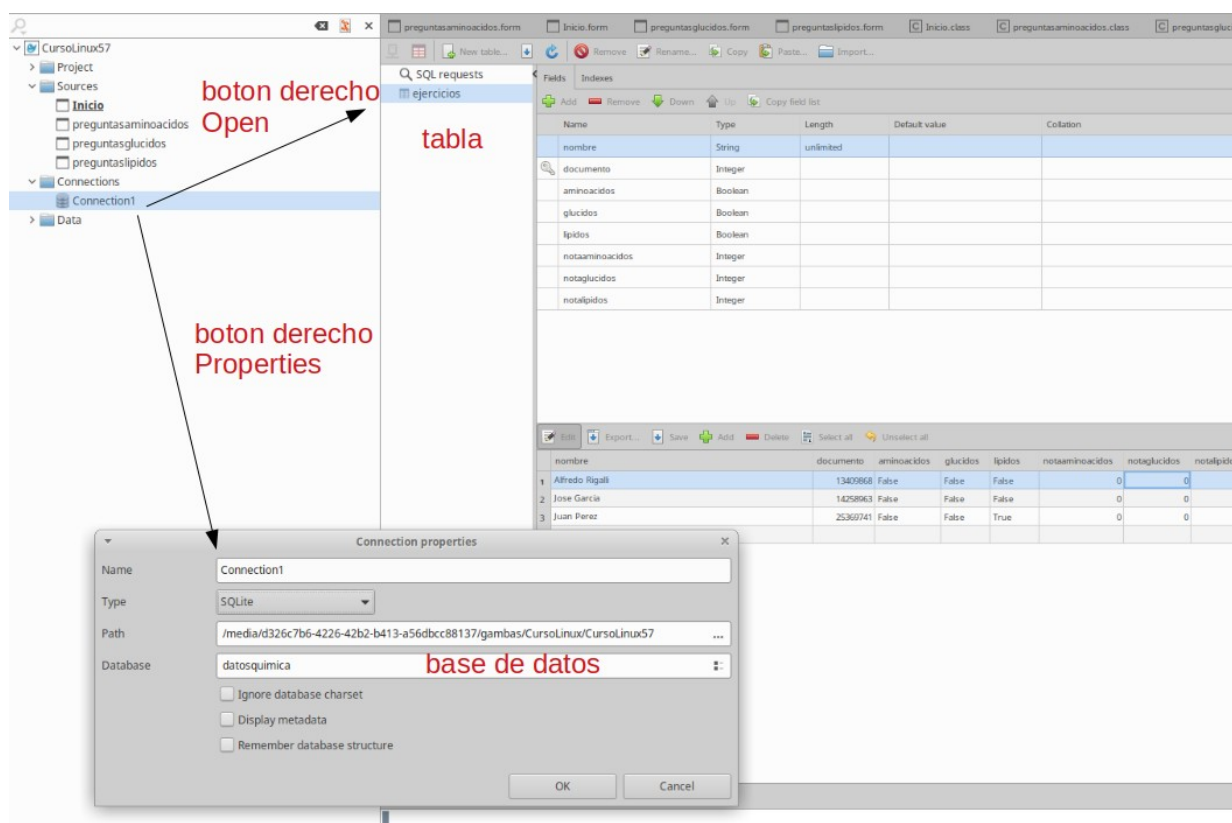 preguntasaminoacidos.form Inicio.form preguntasglucidos.form preguntaslipidos.form Inicio.class preguntasaminoacidos.class
CursoLinux57
Project
Sources
Inicio
preguntasaminoacidos
preguntasglucidos
preguntaslipidos
Connections
Connection1
Data
boton derecho
Open
boton derecho
Properties
New table... Remove Rename... Copy Paste... Import...
SQL requests
ejercicios
tabla
Fields Indexes
Add Remove Down Up Copy field list
Name Type Length Default value Collation
nombre String unlimited
documento Integer
aminoacidos Boolean
glucidos Boolean
lipidos Boolean
notaaminoacidos Integer
notaglucidos Integer
notalipidos Integer
Edit Export... Save Add Delete Select all Unselect all
nombre documento aminoacidos glucidos lipidos notaaminoacidos notaglucidos
1 Alfredo Rigalli 13409868 False False False 0 0
2 Jose Garcia 14258963 False False False 0 0
3 Juan Perez 25369741 False False True 0 0
Connection properties
Name Connection1
Type SQLite
Path /media/d326c7b6-4226-42b2-b413-a56dbcc88137/gambas/CursoLinux/CursoLinux57 ...
Database datosquimica
base de datos
Ignore database charset
Display metadata
Remember database structure
OK Cancel